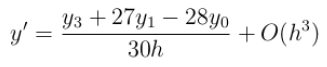 y' = \frac{y_3 + 27y_1 - 28y_0}{30h} + O(h^3)